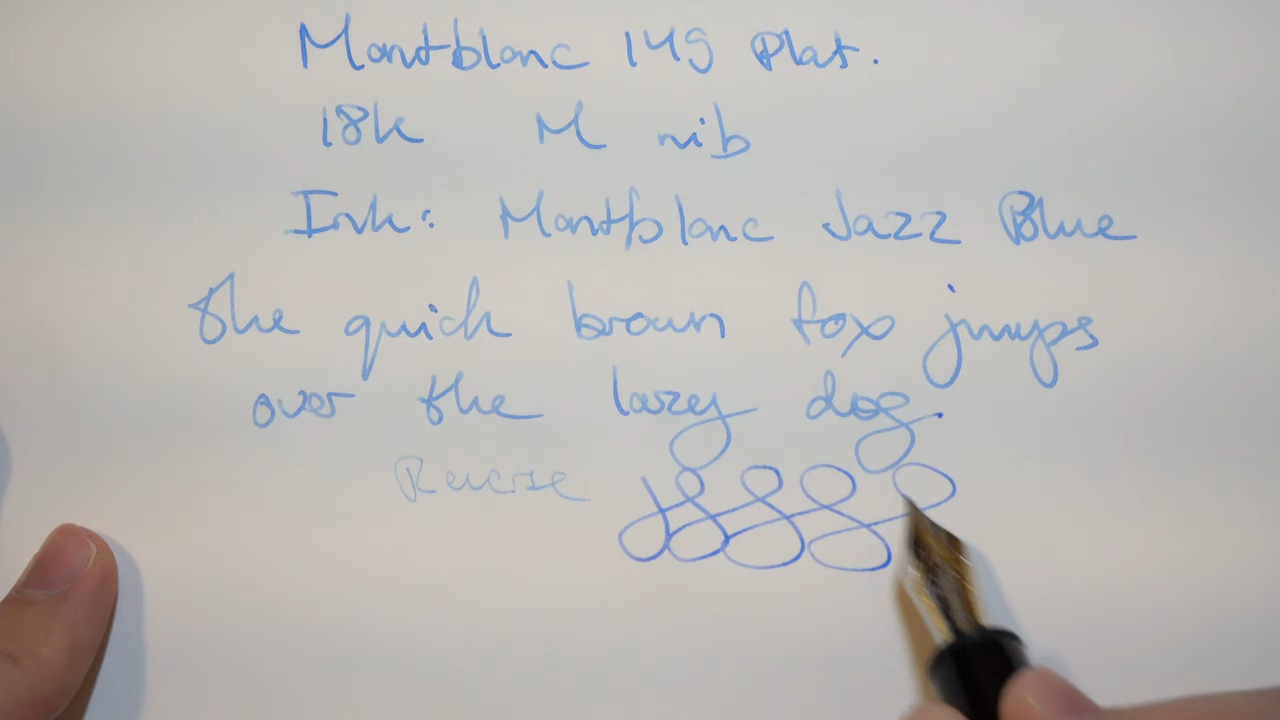 Montblanc 149 Plat.
18k M nib
Ink: Montblanc Jazz Blue
The quick brown fox jumps
over the lazy dog.
Reverse